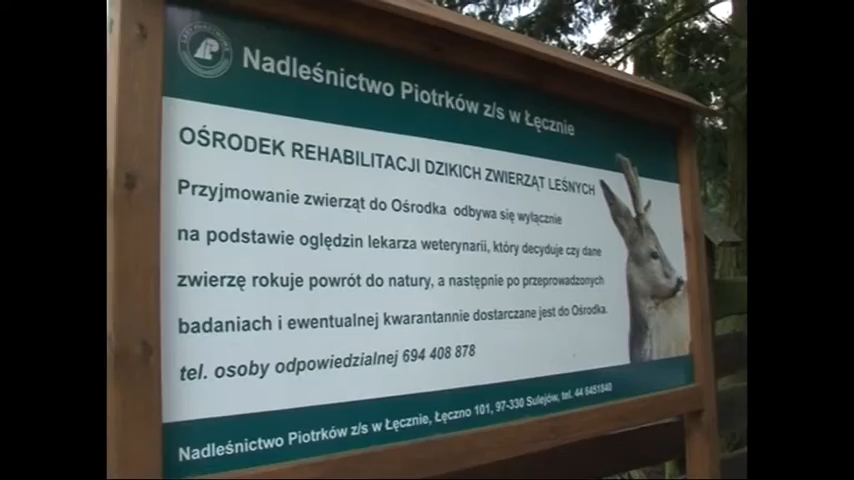 Nadleśnictwo Piotrków z/s w Łęcznie
OŚRODEK REHABILITACJI DZIKICH ZWIERZĄT LEŚNYCH
Przyjmowanie zwierząt do Ośrodka odbywa się wyłącznie
na podstawie oględzin lekarza weterynarii, który decyduje czy dane
zwierzę rokuje powrót do natury, a następnie po przeprowadzonych
badaniach i ewentualnej kwarantannie dostarczane jest do Ośrodka.
tel. osoby odpowiedzialnej 694 408 878
Nadleśnictwo Piotrków z/s w Łęcznie, Łęczno 101, 97-330 Sulejów, tel. 44 6451840